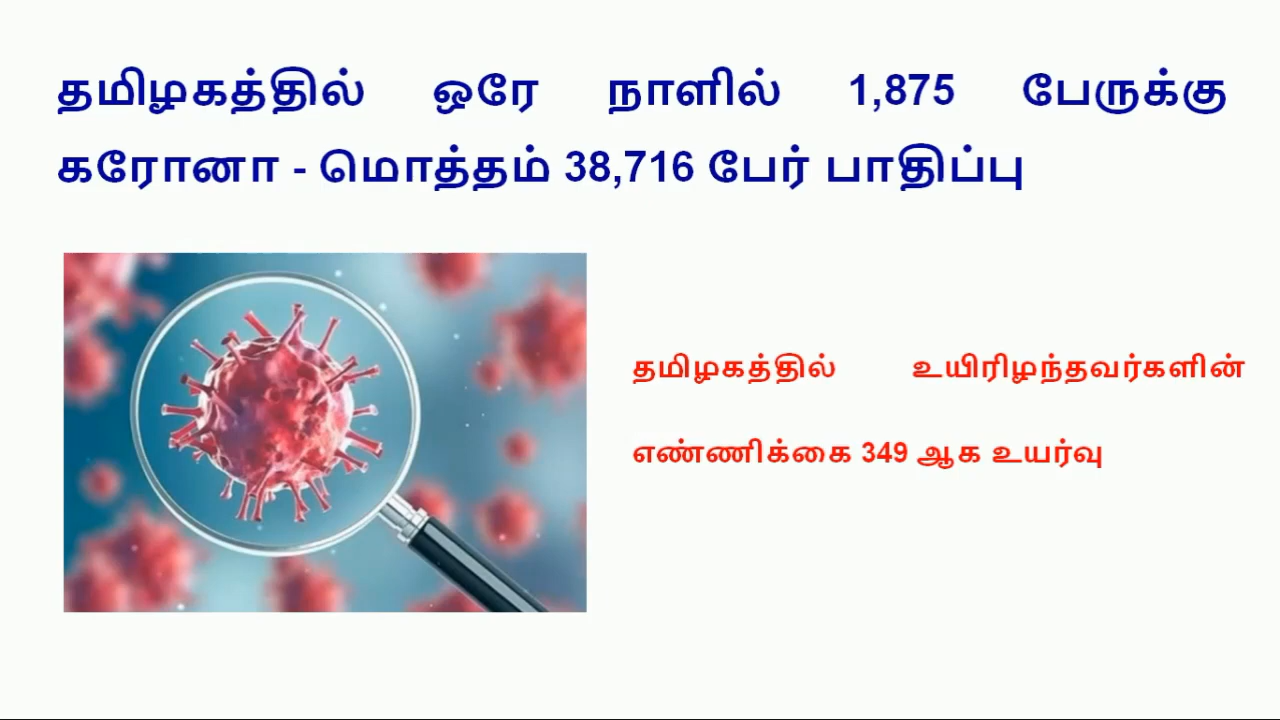 தமிழகத்தில் ஒரே நாளில் 1,875 பேருக்கு
கரோனா - மொத்தம் 38,716 பேர் பாதிப்பு
தமிழகத்தில் உயிரிழந்தவர்களின்
எண்ணிக்கை 349 ஆக உயர்வு